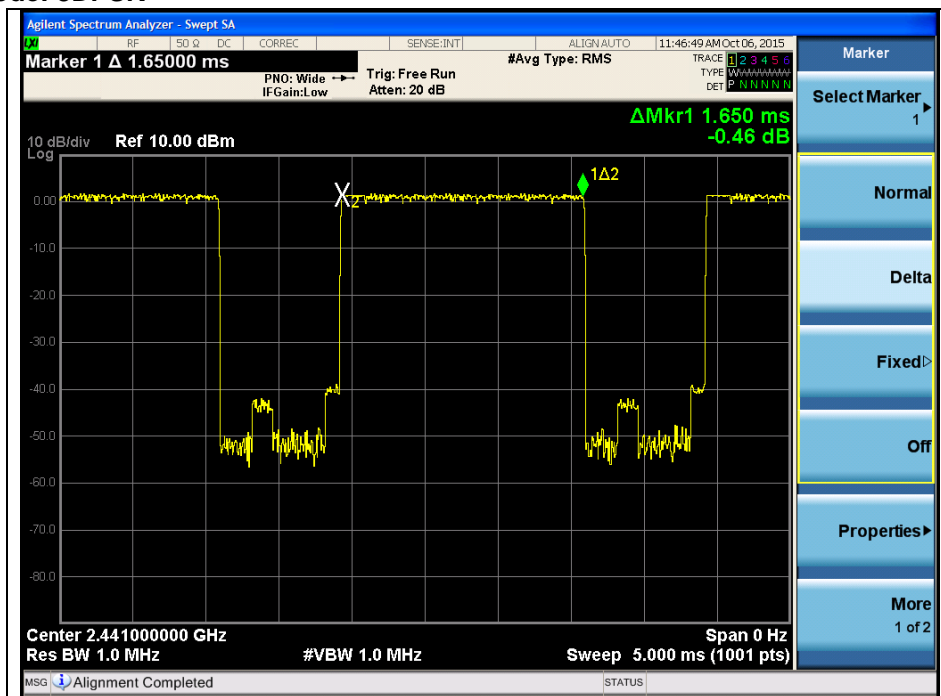 Agilent Spectrum Analyzer - Swept SA
LXI RF 50 Ω DC CORREC SENSE:INT ALIGN AUTO 11:46:49 AM Oct 06, 2015
Marker 1 Δ 1.65000 ms
PNO: Wide
IFGain:Low
Trig: Free Run
Atten: 20 dB
#Avg Type: RMS
TRACE 1 2 3 4 5 6
TYPE
DET P N N N N N
ΔMkr1 1.650 ms
-0.46 dB
10 dB/div Ref 10.00 dBm
Log
0.00
-10.0
-20.0
-30.0
-40.0
-50.0
-60.0
-70.0
-80.0
1Δ2
2
Center 2.441000000 GHz
Span 0 Hz
Res BW 1.0 MHz
#VBW 1.0 MHz
Sweep 5.000 ms (1001 pts)
MSG Alignment Completed
STATUS
Marker
Select Marker
1
Normal
Delta
Fixed
Off
Properties
More
1 of 2